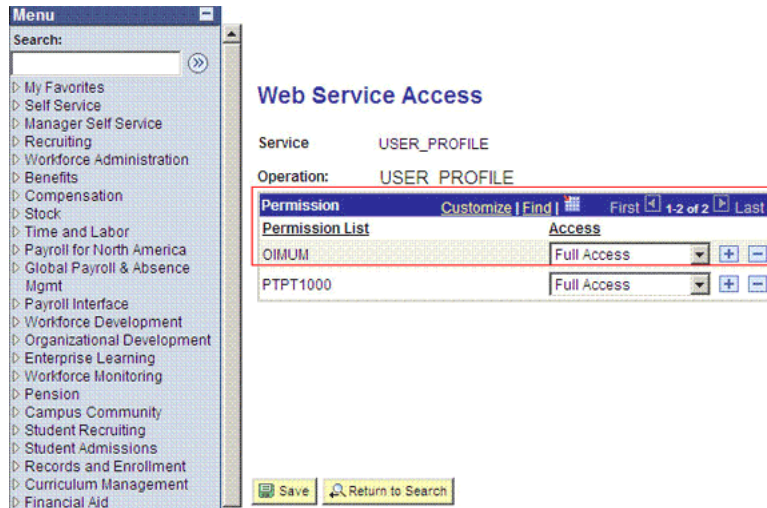 Menu
Search:
My Favorites
Self Service
Manager Self Service
Recruiting
Workforce Administration
Benefits
Compensation
Stock
Time and Labor
Payroll for North America
Global Payroll & Absence
Mgmt
Payroll Interface
Workforce Development
Organizational Development
Enterprise Learning
Workforce Monitoring
Pension
Campus Community
Student Recruiting
Student Admissions
Records and Enrollment
Curriculum Management
Financial Aid
Web Service Access
Service USER_PROFILE
Operation: USER_PROFILE
Permission Customize | Find | First 1-2 of 2 Last
Permission List Access
OIMUM Full Access
PTPT1000 Full Access
Save Return to Search